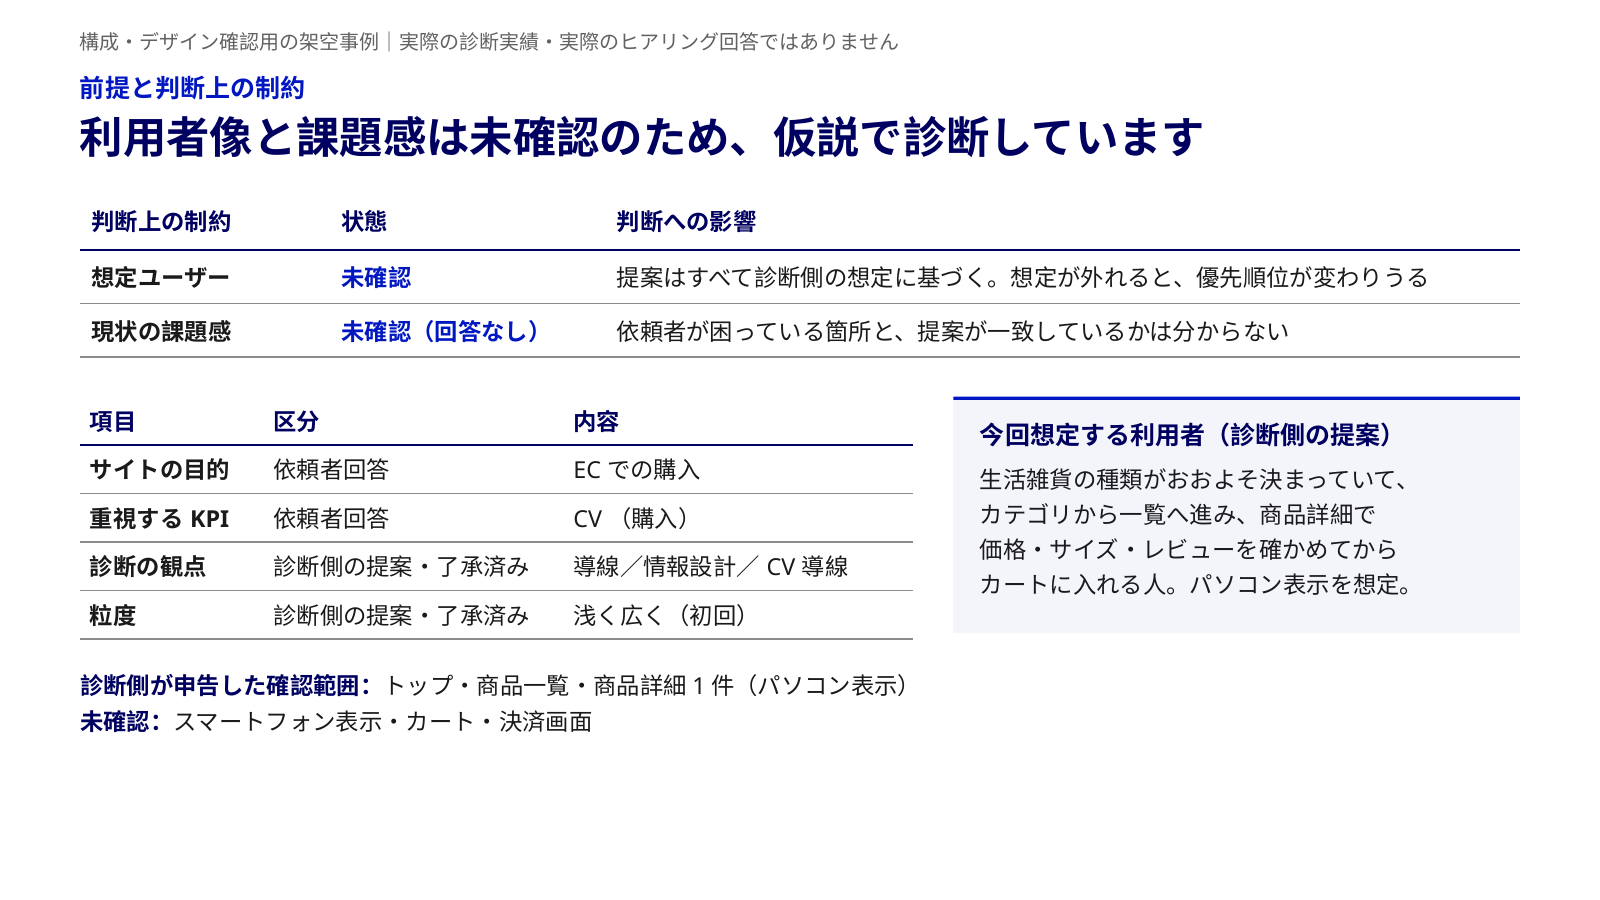 構成・デザイン確認用の架空事例｜実際の診断実績・実際のヒアリング回答ではありません
前提と判断上の制約
利用者像と課題感は未確認のため、仮説で診断しています
判断上の制約 状態 判断への影響
想定ユーザー 未確認 提案はすべて診断側の想定に基づく。想定が外れると、優先順位が変わりうる
現状の課題感 未確認（回答なし） 依頼者が困っている箇所と、提案が一致しているかは分からない
項目 区分 内容
サイトの目的 依頼者回答 EC での購入
重視する KPI 依頼者回答 CV （購入）
診断の観点 診断側の提案・了承済み 導線／情報設計／ CV 導線
粒度 診断側の提案・了承済み 浅く広く（初回）
今回想定する利用者（診断側の提案）
生活雑貨の種類がおおよそ決まっていて、
カテゴリから一覧へ進み、商品詳細で
価格・サイズ・レビューを確かめてから
カートに入れる人。パソコン表示を想定。
診断側が申告した確認範囲：トップ・商品一覧・商品詳細 1 件（パソコン表示）
未確認：スマートフォン表示・カート・決済画面